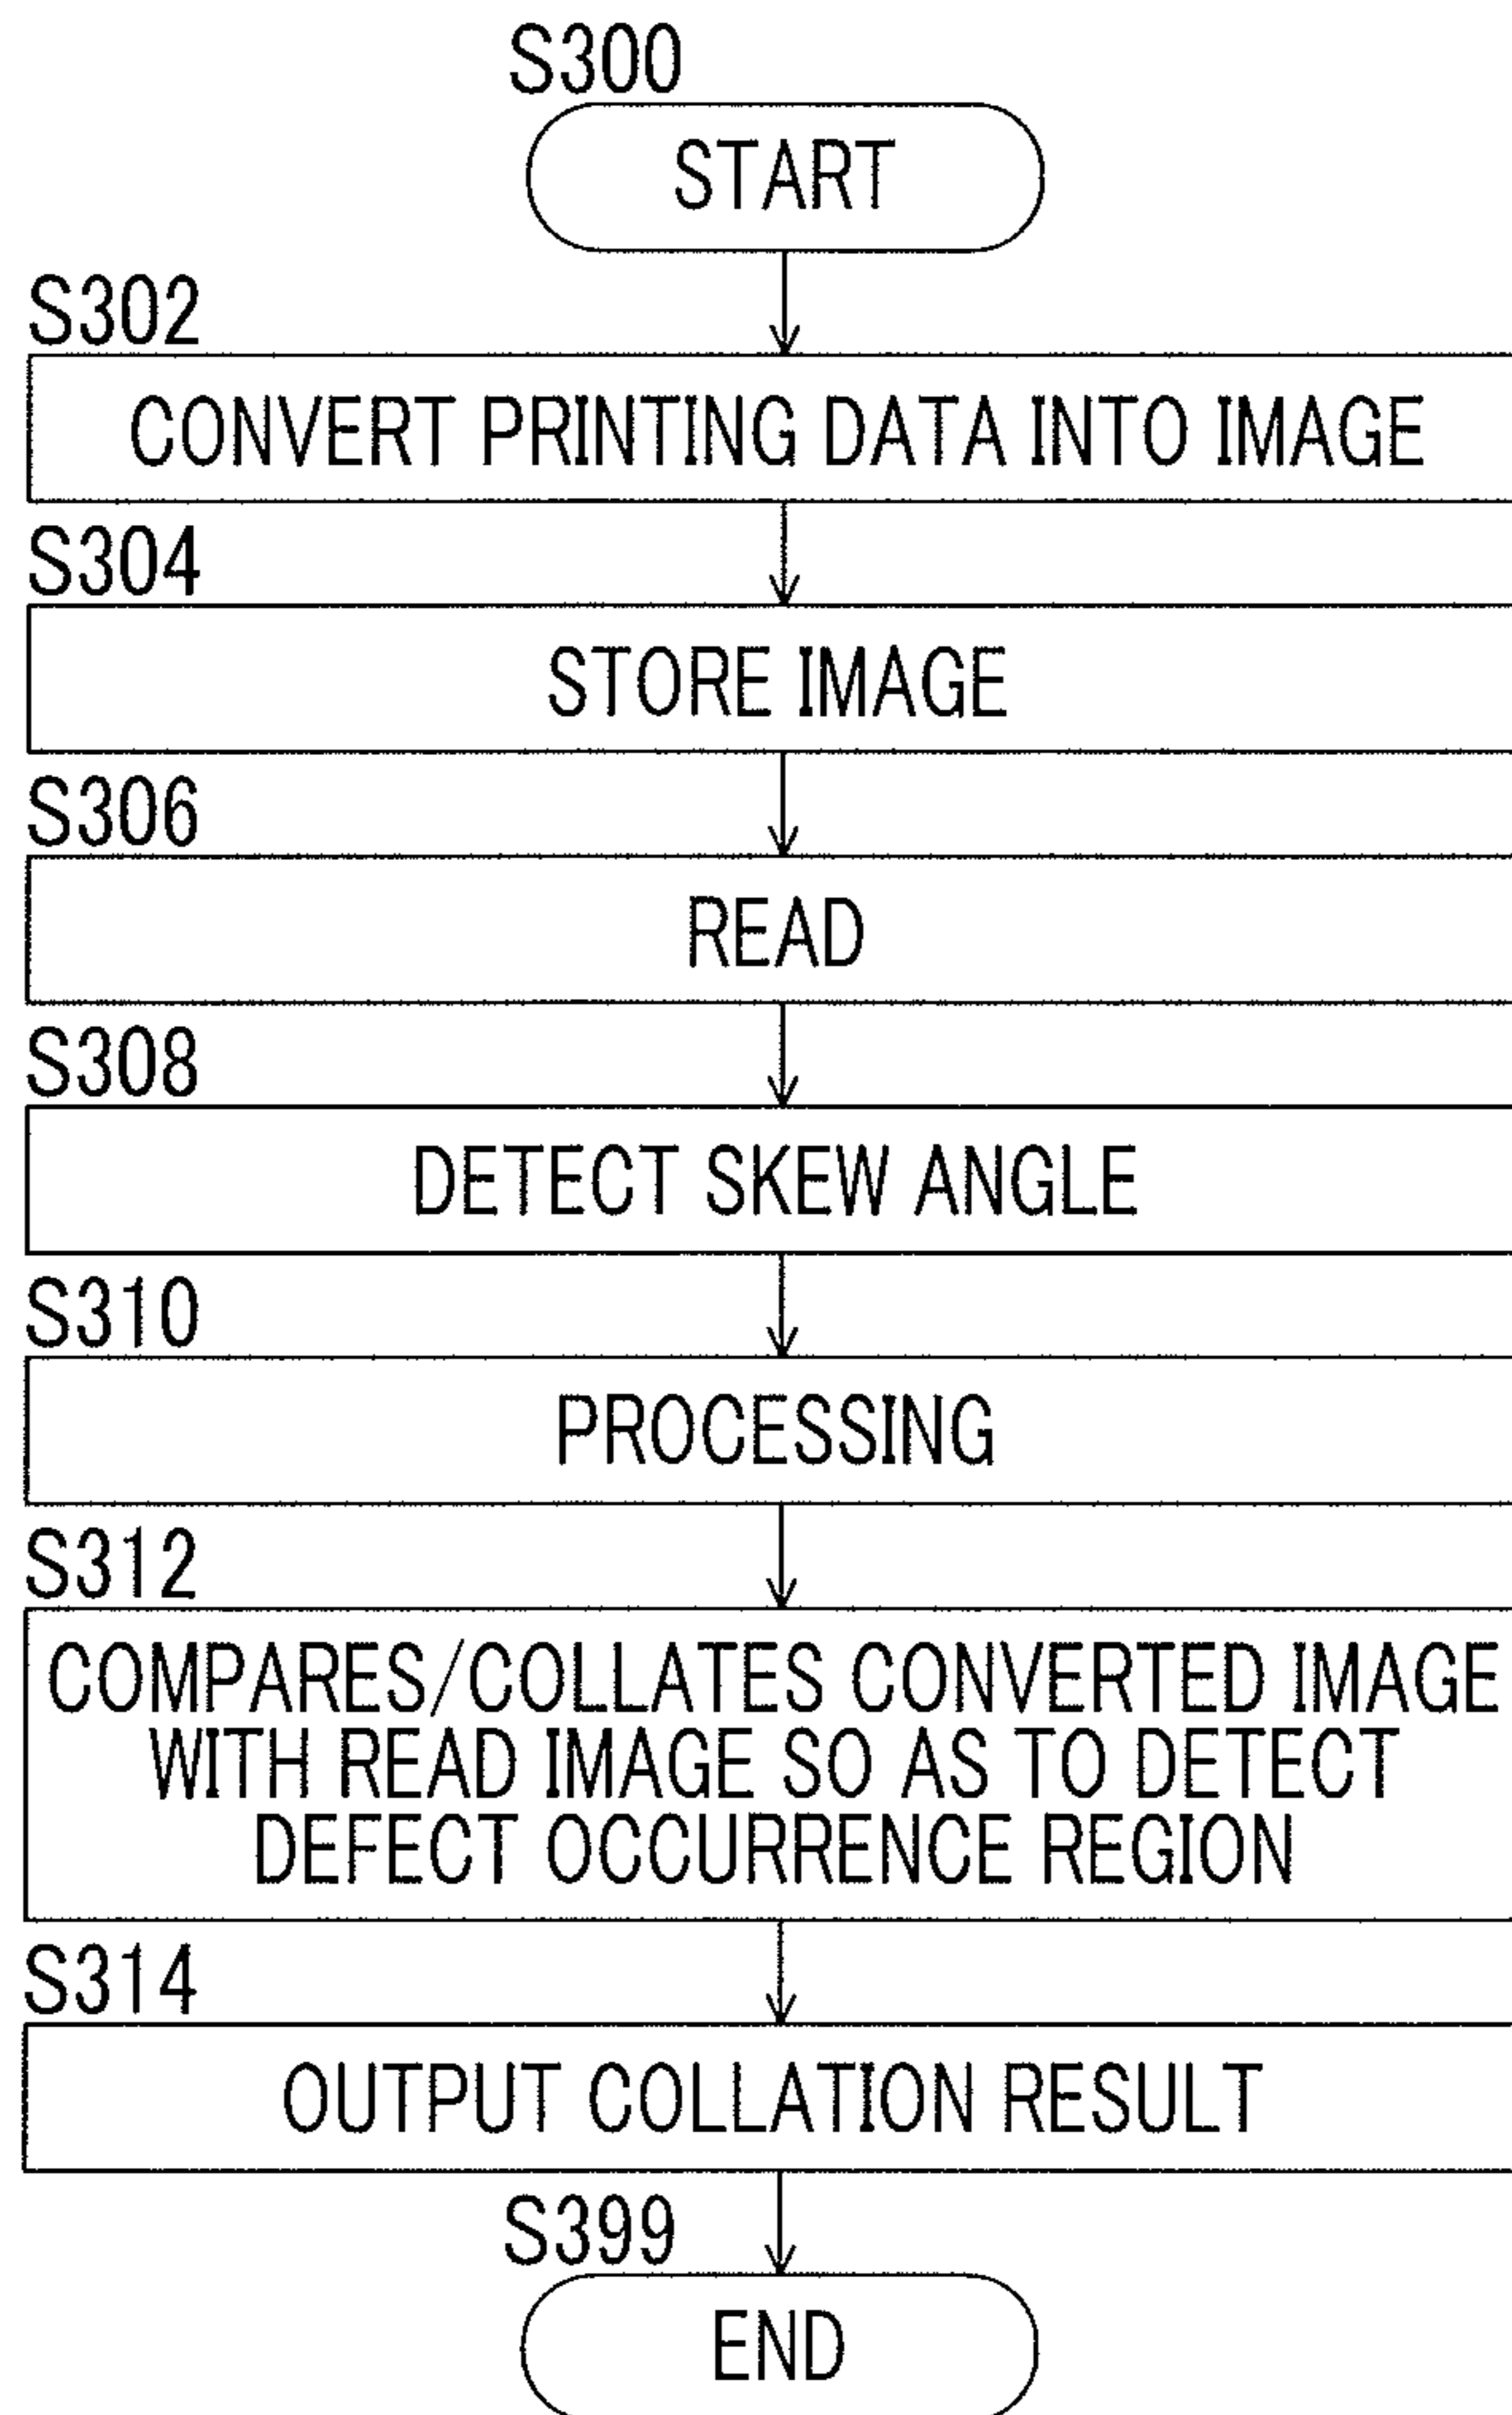 S300
START
S302
CONVERT PRINTING DATA INTO IMAGE
S304
STORE IMAGE
S306
READ
S308
DETECT SKEW ANGLE
S310
PROCESSING
S312
COMPARES/COLLATES CONVERTED IMAGE
WITH READ IMAGE SO AS TO DETECT
DEFECT OCCURRENCE REGION
S314
OUTPUT COLLATION RESULT
S399
END